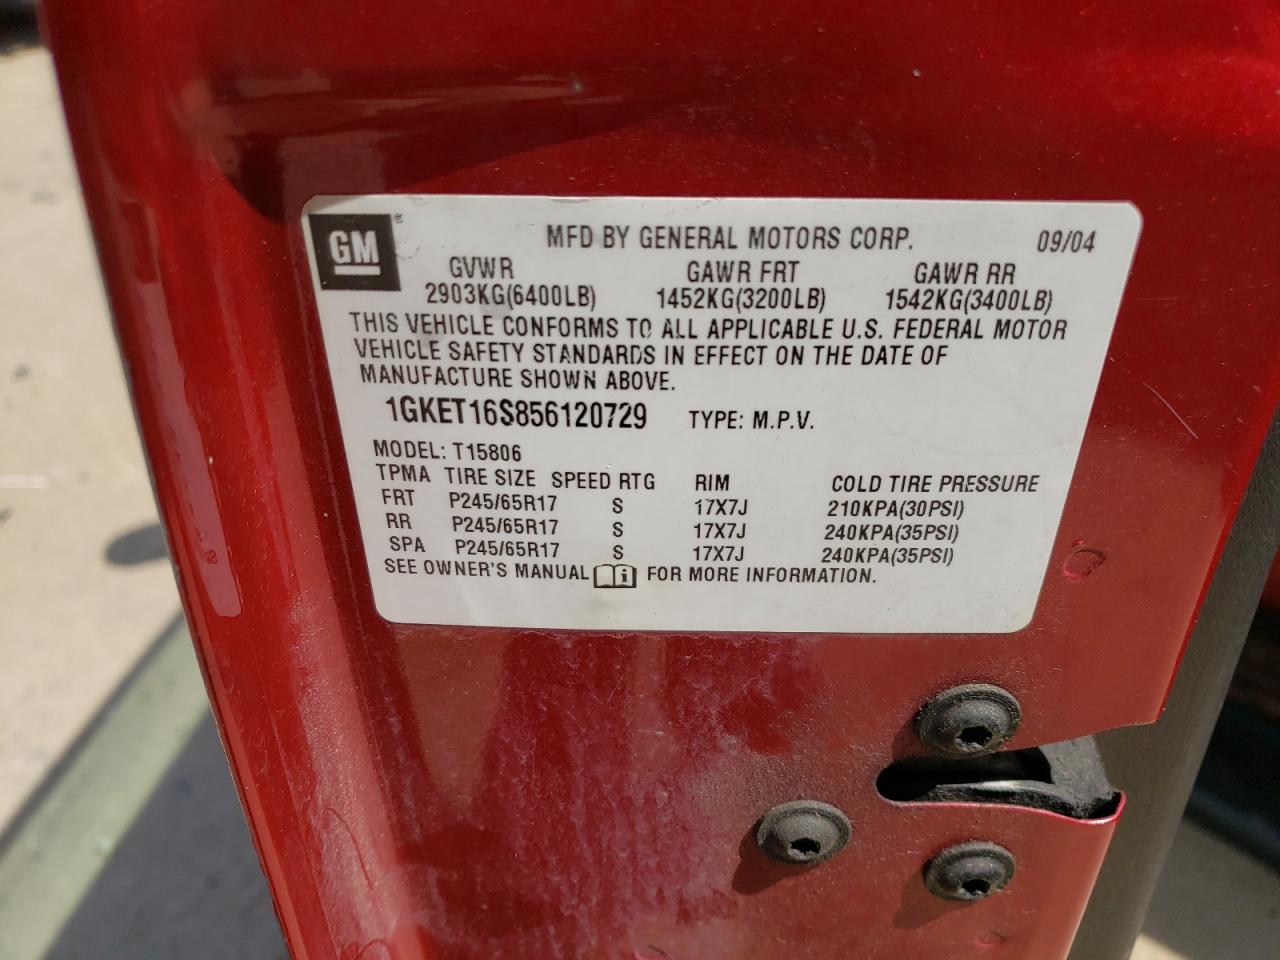 GM ® MFD BY GENERAL MOTORS CORP. 09/04
GVWR GAWR FRT GAWR RR
2903KG(6400LB) 1452KG(3200LB) 1542KG(3400LB)
THIS VEHICLE CONFORMS TO ALL APPLICABLE U.S. FEDERAL MOTOR
VEHICLE SAFETY STANDARDS IN EFFECT ON THE DATE OF
MANUFACTURE SHOWN ABOVE.
1GKET16S856120729 TYPE: M.P.V.
MODEL: T15806
TPMA TIRE SIZE SPEED RTG RIM COLD TIRE PRESSURE
FRT P245/65R17 S 17X7J 210KPA(30PSI)
RR P245/65R17 S 17X7J 240KPA(35PSI)
SPA P245/65R17 S 17X7J 240KPA(35PSI)
SEE OWNER'S MANUAL i FOR MORE INFORMATION.